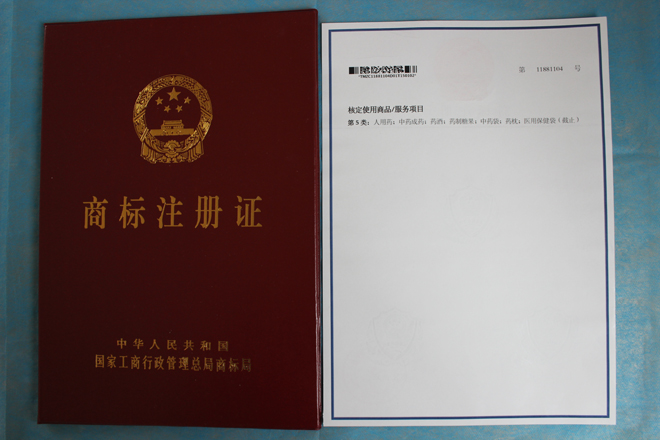 商标注册证
中华人民共和国
国家工商行政管理总局商标局
第 11881104 号
核定使用商品/服务项目
第5类：人用药；中药成药；药酒；药制糖果；中药袋；药枕；医用保健袋（截止）